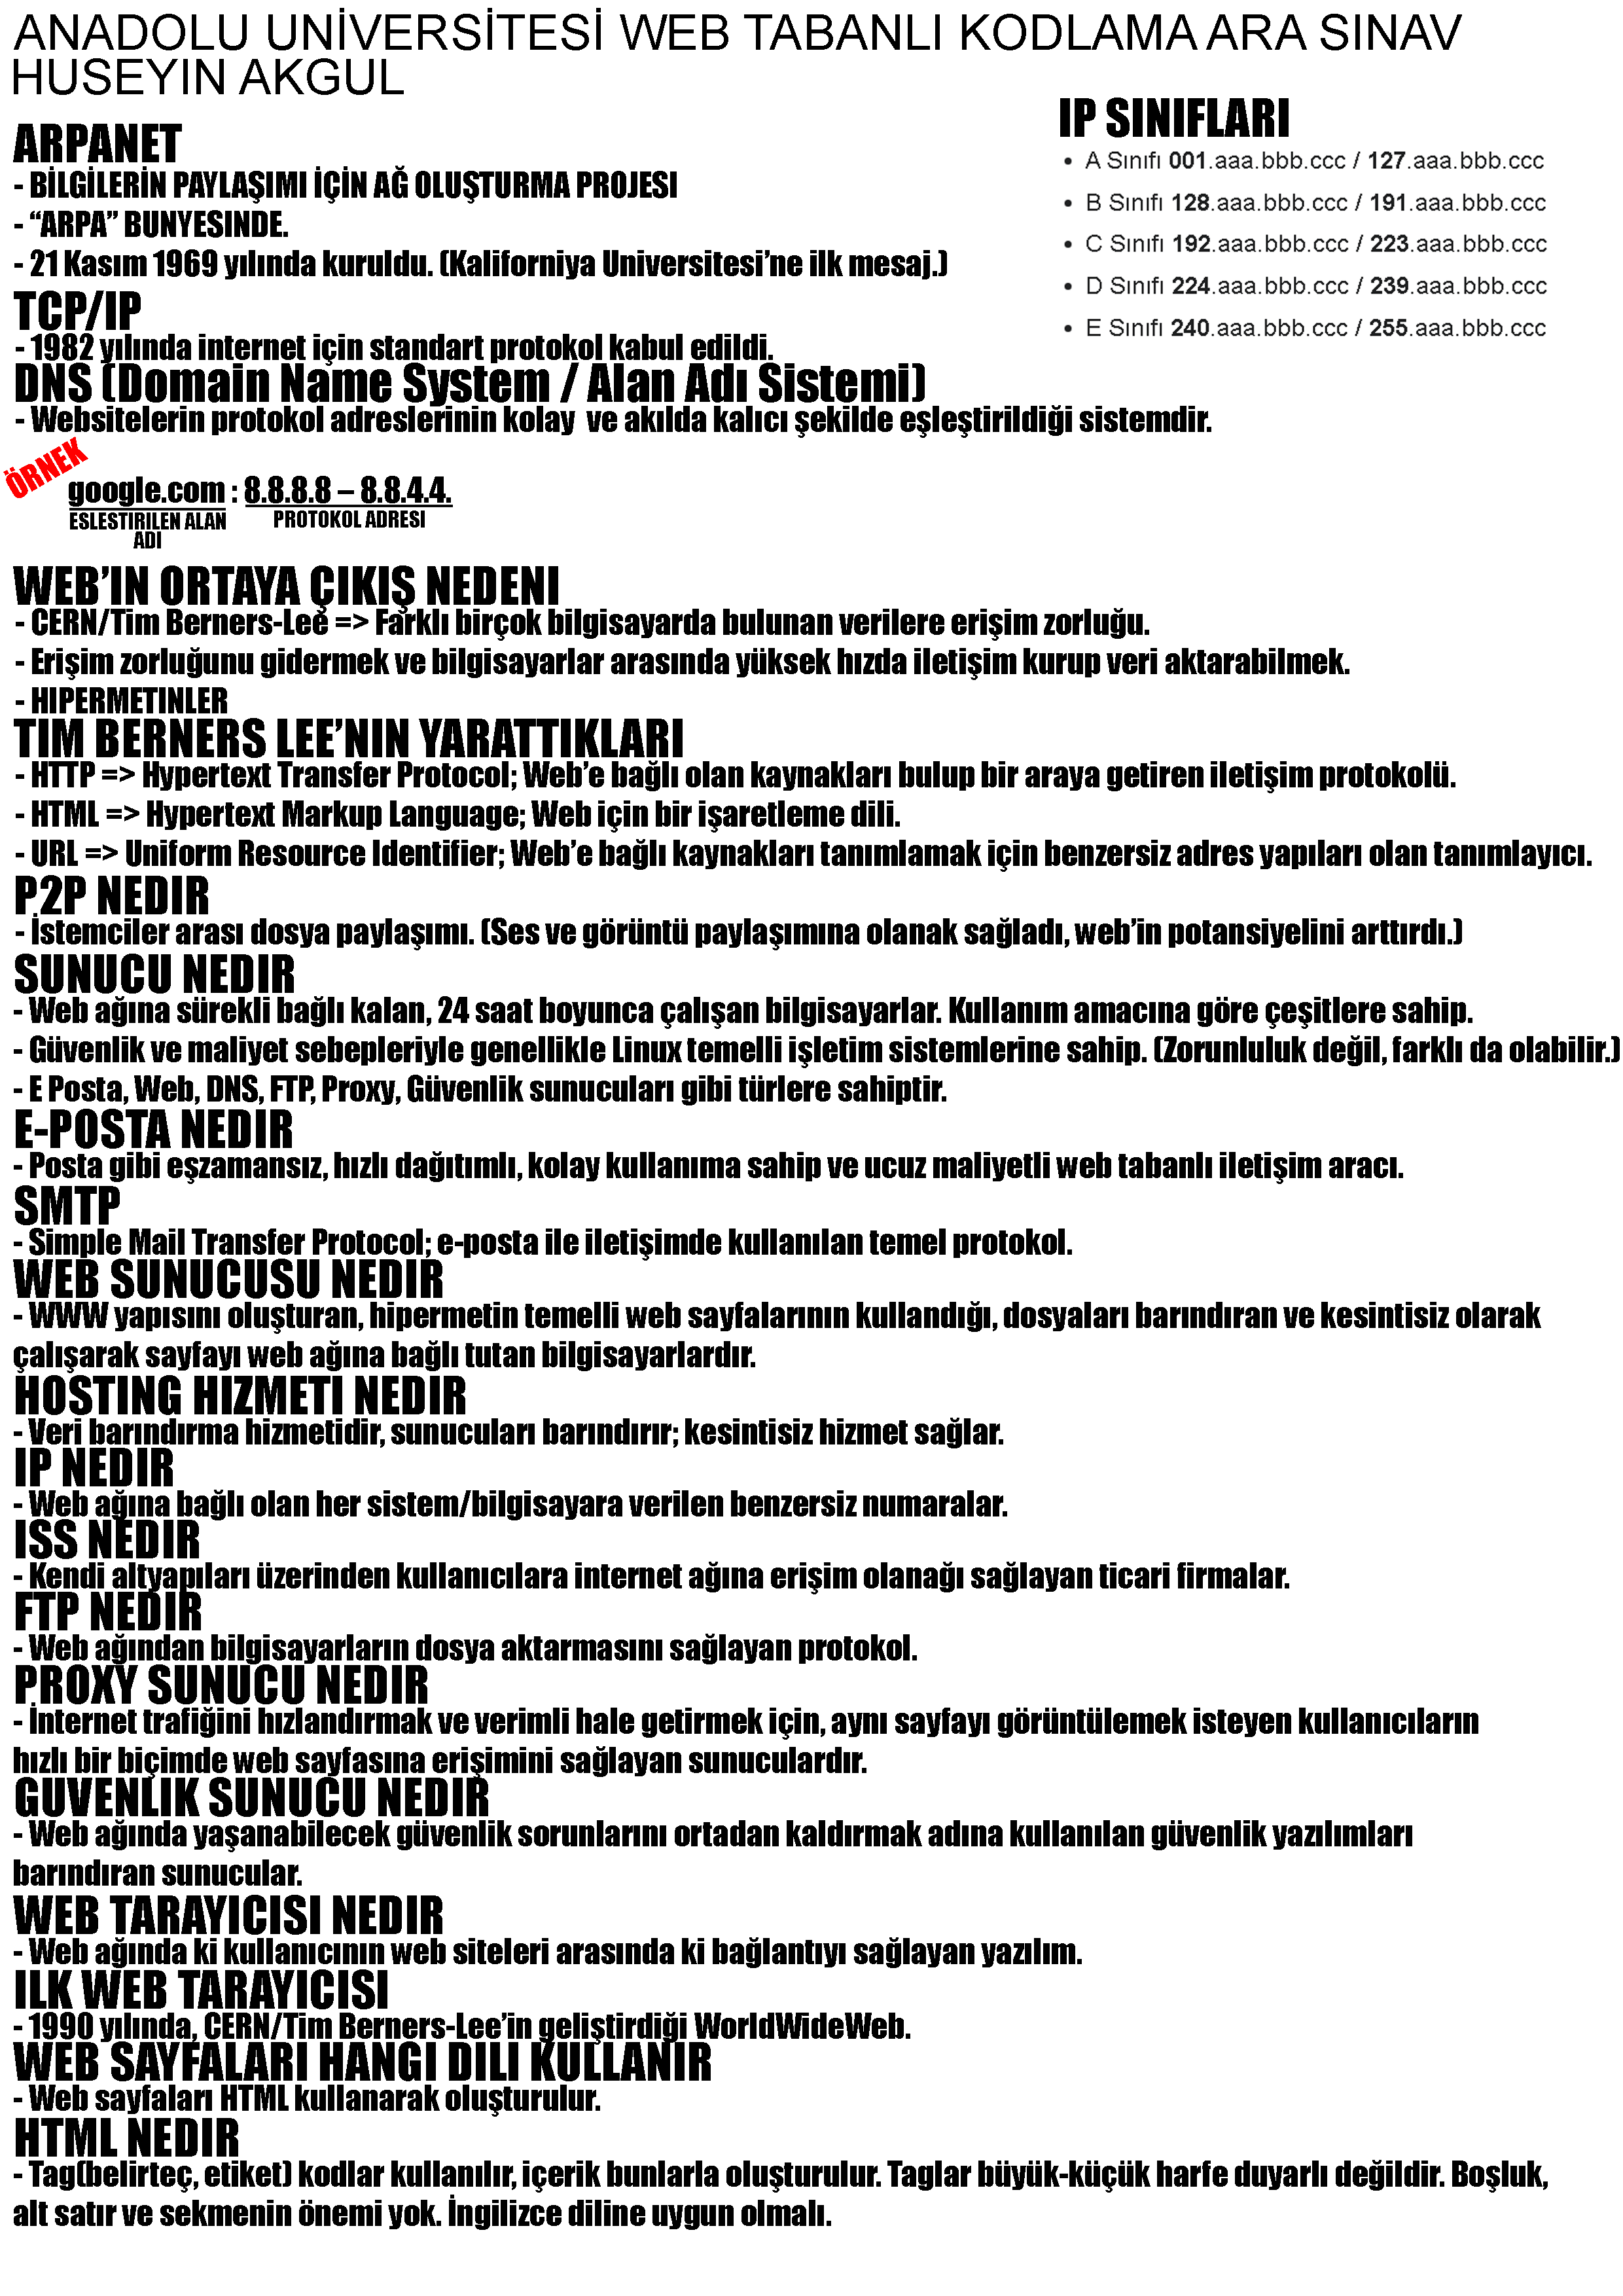 ANADOLU UNİVERSİTESİ WEB TABANLI KODLAMA ARA SINAV
HUSEYIN AKGUL
ARPANET
- BİLGİLERİN PAYLAŞIMI İÇİN AĞ OLUŞTURMA PROJESI
- “ARPA” BUNYESINDE.
- 21 Kasım 1969 yılında kuruldu. (Kaliforniya Universitesi’ne ilk mesaj.)
IP SINIFLARI
• A Sınıfı 001.aaa.bbb.ccc / 127.aaa.bbb.ccc
• B Sınıfı 128.aaa.bbb.ccc / 191.aaa.bbb.ccc
• C Sınıfı 192.aaa.bbb.ccc / 223.aaa.bbb.ccc
• D Sınıfı 224.aaa.bbb.ccc / 239.aaa.bbb.ccc
• E Sınıfı 240.aaa.bbb.ccc / 255.aaa.bbb.ccc
TCP/IP
- 1982 yılında internet için standart protokol kabul edildi.
DNS (Domain Name System / Alan Adı Sistemi)
- Websitelerin protokol adreslerinin kolay ve akılda kalıcı şekilde eşleştirildiği sistemdir.
ÖRNEK
google.com : 8.8.8.8 – 8.8.4.4.
ESLESTIRILEN ALAN PROTOKOL ADRESI
ADI
WEB’IN ORTAYA ÇIKIŞ NEDENI
- CERN/Tim Berners-Lee => Farklı birçok bilgisayarda bulunan verilere erişim zorluğu.
- Erişim zorluğunu gidermek ve bilgisayarlar arasında yüksek hızda iletişim kurup veri aktarabilmek.
- HIPERMETINLER
TIM BERNERS LEE’NIN YARATTIKLARI
- HTTP => Hypertext Transfer Protocol; Web’e bağlı olan kaynakları bulup bir araya getiren iletişim protokolü.
- HTML => Hypertext Markup Language; Web için bir işaretleme dili.
- URL => Uniform Resource Identifier; Web’e bağlı kaynakları tanımlamak için benzersiz adres yapıları olan tanımlayıcı.
P2P NEDIR
- İstemciler arası dosya paylaşımı. (Ses ve görüntü paylaşımına olanak sağladı, web’in potansiyelini arttırdı.)
SUNUCU NEDIR
- Web ağına sürekli bağlı kalan, 24 saat boyunca çalışan bilgisayarlar. Kullanım amacına göre çeşitlere sahip.
- Güvenlik ve maliyet sebepleriyle genellikle Linux temelli işletim sistemlerine sahip. (Zorunluluk değil, farklı da olabilir.)
- E Posta, Web, DNS, FTP, Proxy, Güvenlik sunucuları gibi türlere sahiptir.
E-POSTA NEDIR
- Posta gibi eşzamansız, hızlı dağıtımlı, kolay kullanıma sahip ve ucuz maliyetli web tabanlı iletişim aracı.
SMTP
- Simple Mail Transfer Protocol; e-posta ile iletişimde kullanılan temel protokol.
WEB SUNUCUSU NEDIR
- WWW yapısını oluşturan, hipermetin temelli web sayfalarının kullandığı, dosyaları barındıran ve kesintisiz olarak
çalışarak sayfayı web ağına bağlı tutan bilgisayarlardır.
HOSTING HIZMETI NEDIR
- Veri barındırma hizmetidir, sunucuları barındırır; kesintisiz hizmet sağlar.
IP NEDIR
- Web ağına bağlı olan her sistem/bilgisayara verilen benzersiz numaralar.
ISS NEDIR
- Kendi altyapıları üzerinden kullanıcılara internet ağına erişim olanağı sağlayan ticari firmalar.
FTP NEDIR
- Web ağından bilgisayarların dosya aktarmasını sağlayan protokol.
PROXY SUNUCU NEDIR
- İnternet trafiğini hızlandırmak ve verimli hale getirmek için, aynı sayfayı görüntülemek isteyen kullanıcıların
hızlı bir biçimde web sayfasına erişimini sağlayan sunuculardır.
GUVENLIK SUNUCU NEDIR
- Web ağında yaşanabilecek güvenlik sorunlarını ortadan kaldırmak adına kullanılan güvenlik yazılımları
barındıran sunucular.
WEB TARAYICISI NEDIR
- Web ağında ki kullanıcının web siteleri arasında ki bağlantıyı sağlayan yazılım.
ILK WEB TARAYICISI
- 1990 yılında, CERN/Tim Berners-Lee’in geliştirdiği WorldWideWeb.
WEB SAYFALARI HANGI DILI KULLANIR
- Web sayfaları HTML kullanarak oluşturulur.
HTML NEDIR
- Tag(belirteç, etiket) kodlar kullanılır, içerik bunlarla oluşturulur. Taglar büyük-küçük harfe duyarlı değildir. Boşluk,
alt satır ve sekmenin önemi yok. İngilizce diline uygun olmalı.